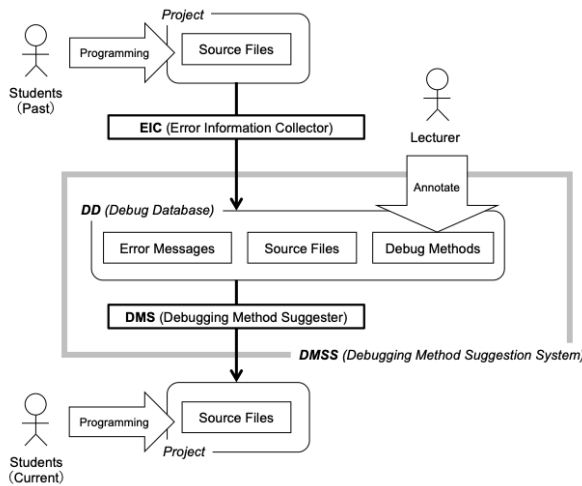 Project
Programming
Source Files
Students
(Past)
EIC (Error Information Collector)
Lecturer
Annotate
DD (Debug Database)
Error Messages
Source Files
Debug Methods
DMS (Debugging Method Suggester)
DMSS (Debugging Method Suggestion System)
Programming
Source Files
Project
Students
(Current)